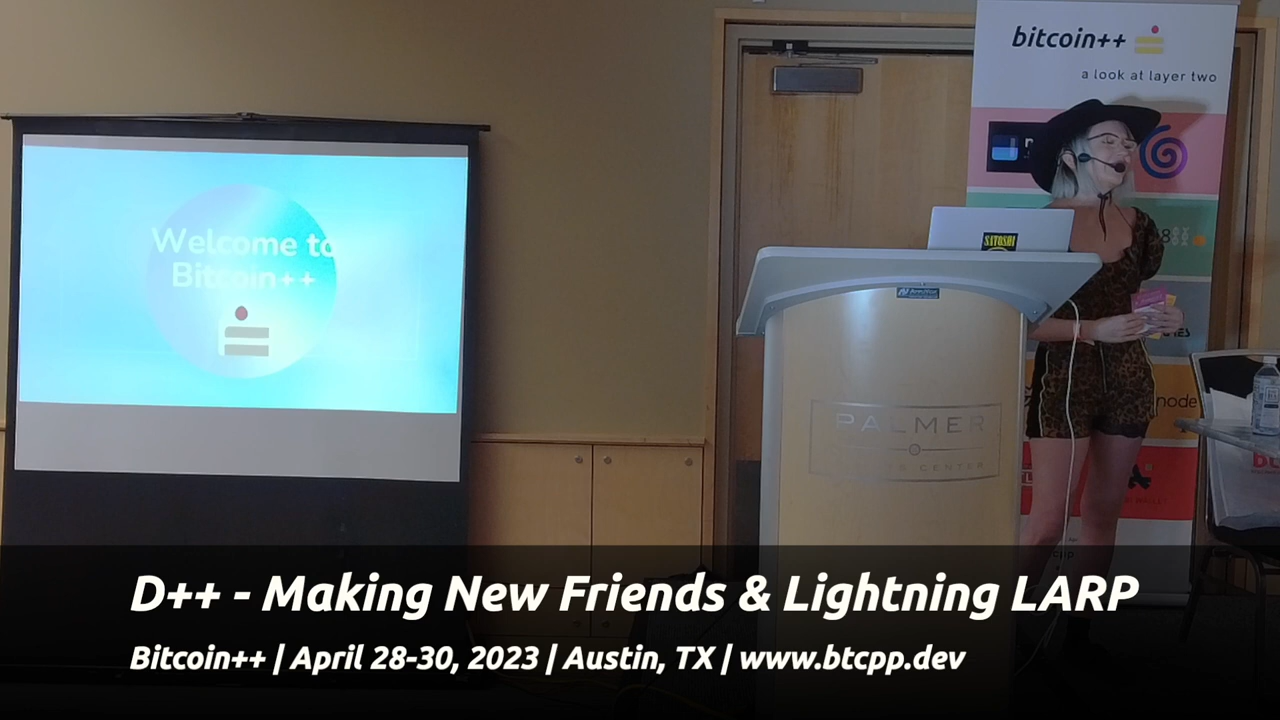 bitcoin++
a look at layer two
Welcome to
Bitcoin++
SATOSHI
PALMER
CENTER
node
D++ - Making New Friends & Lightning LARP
Bitcoin++ | April 28-30, 2023 | Austin, TX | www.btcpp.dev